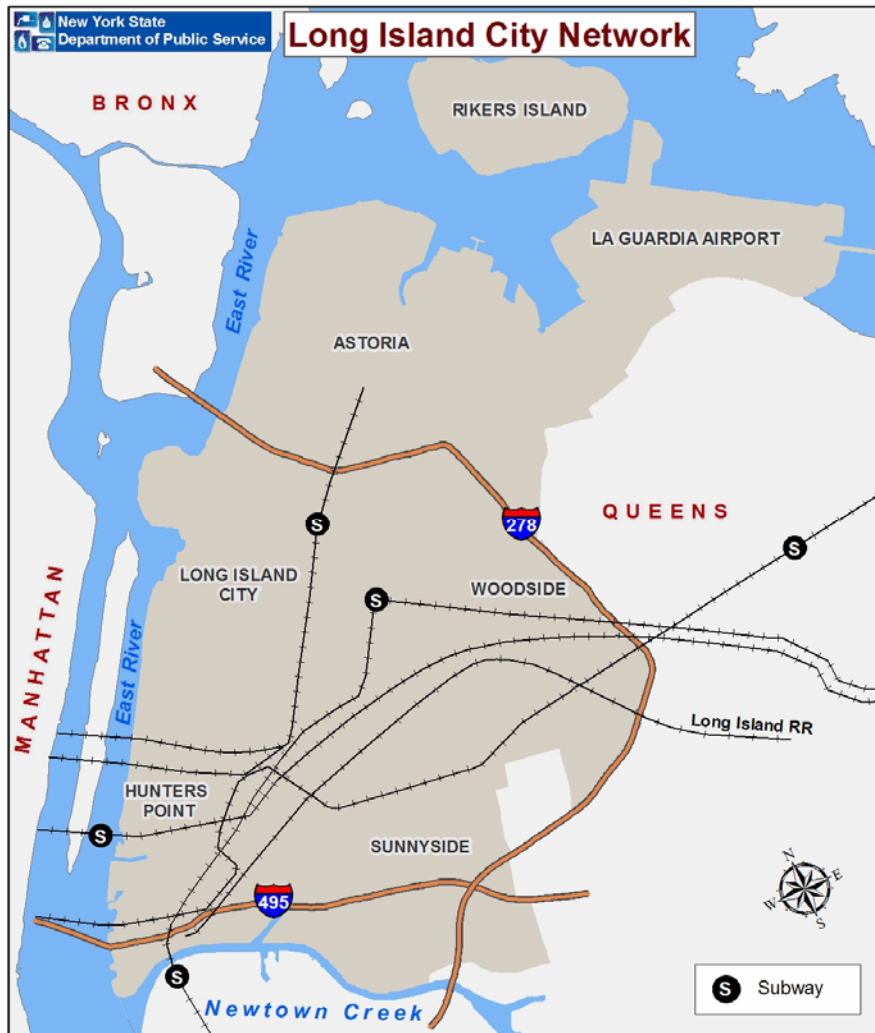 New York State
Department of Public Service
Long Island City Network
BRONX
RIKERS ISLAND
LA GUARDIA AIRPORT
East River
ASTORIA
QUEENS
278
S
S
LONG ISLAND
CITY
S
WOODSIDE
MANHATTAN
East River
Long Island RR
HUNTERS
POINT
S
SUNNYSIDE
N
E
W
S
495
S
Newtown Creek
S Subway